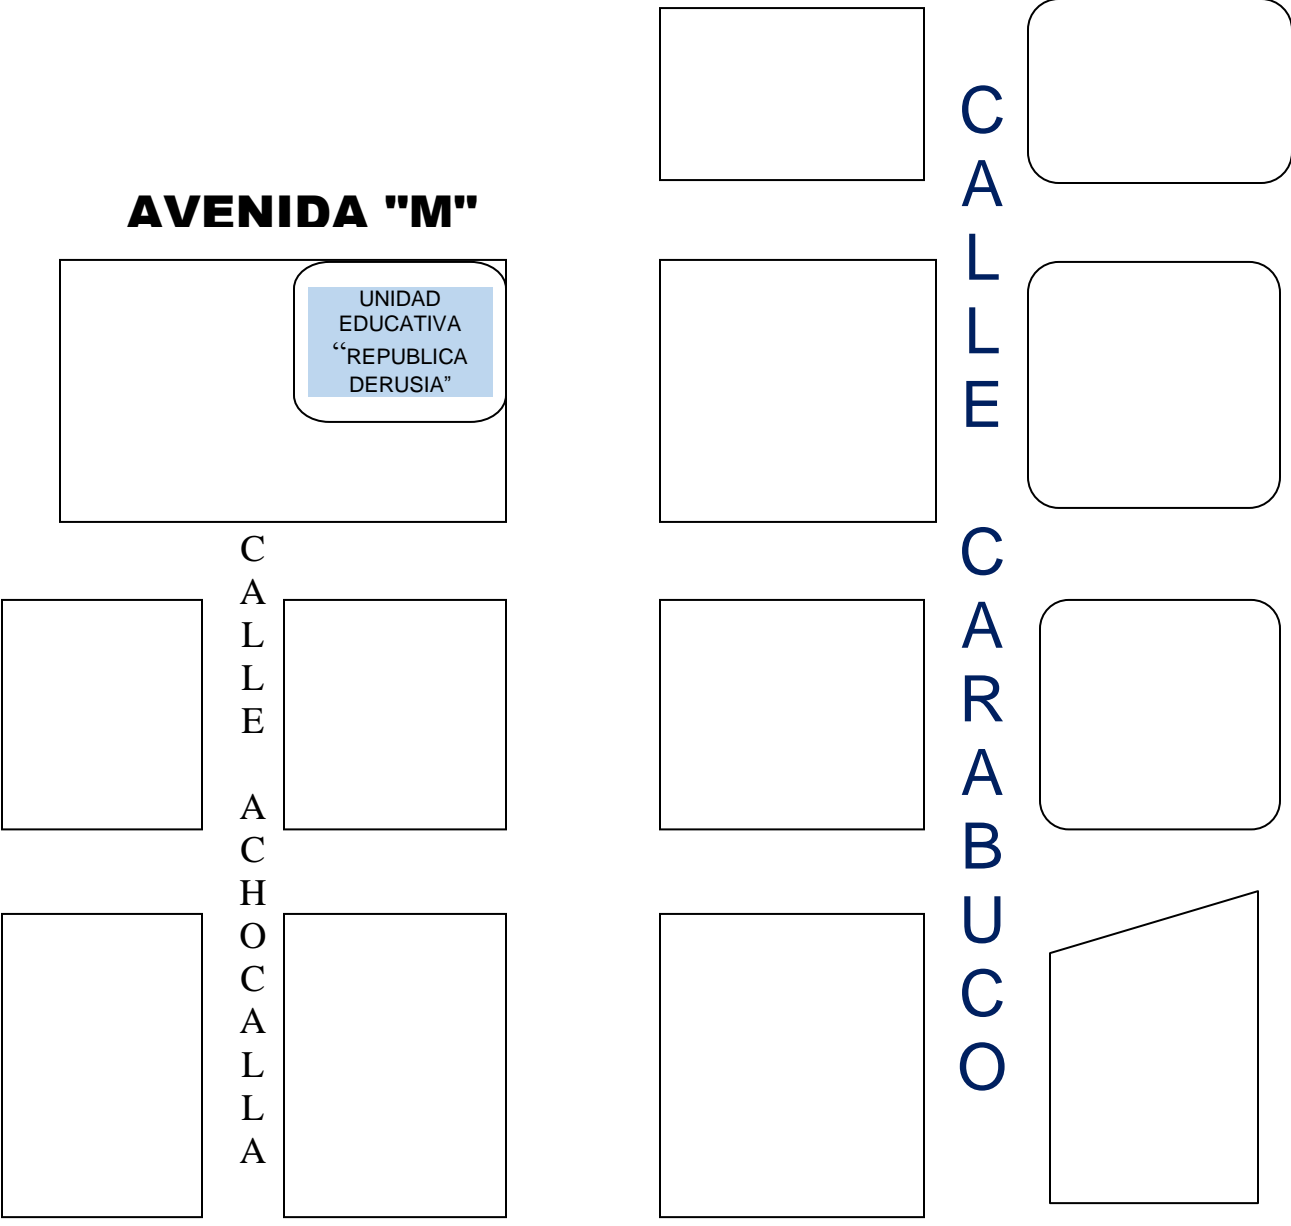 AVENIDA "M"
UNIDAD
EDUCATIVA
“REPUBLICA
DERUSIA”
CALLE ACHOCALLA
CALLE CARABUCO